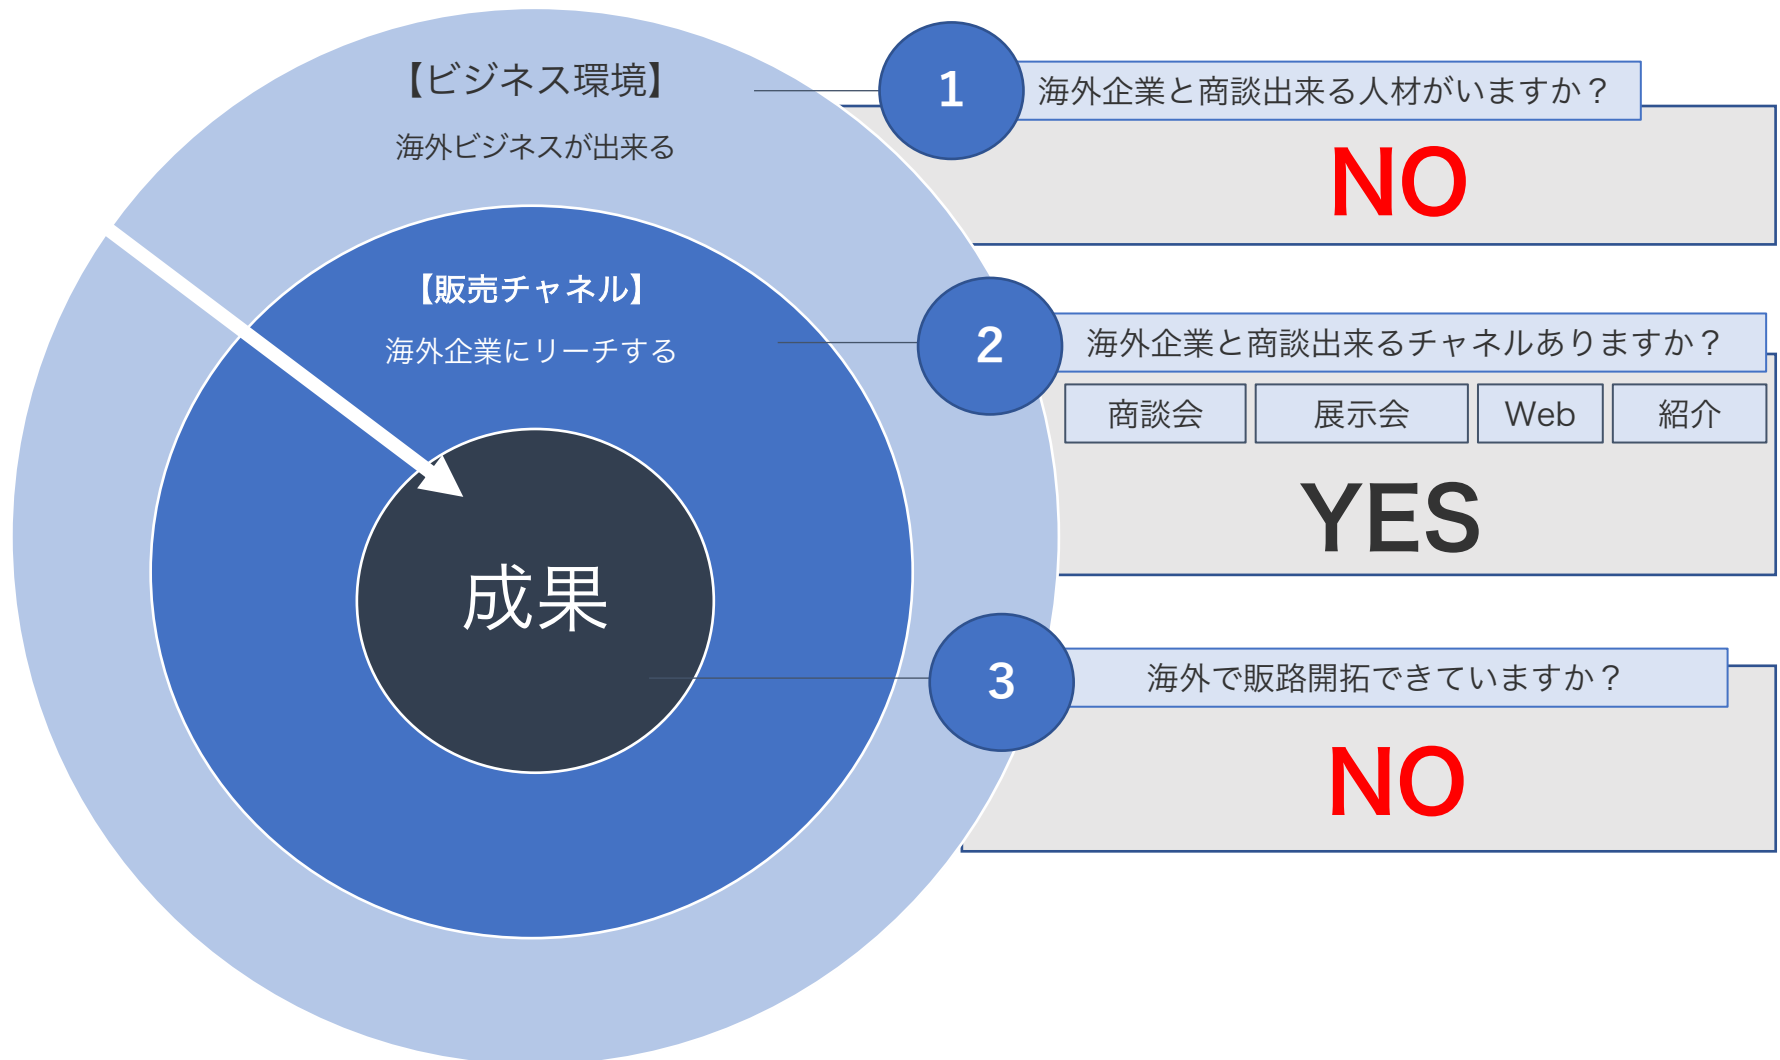 【ビジネス環境】
海外ビジネスが出来る
【販売チャネル】
海外企業にリーチする
成果
1
海外企業と商談出来る人材がいますか？
NO
2
海外企業と商談出来るチャネルありますか？
商談会
展示会
Web
紹介
YES
3
海外で販路開拓できていますか？
NO